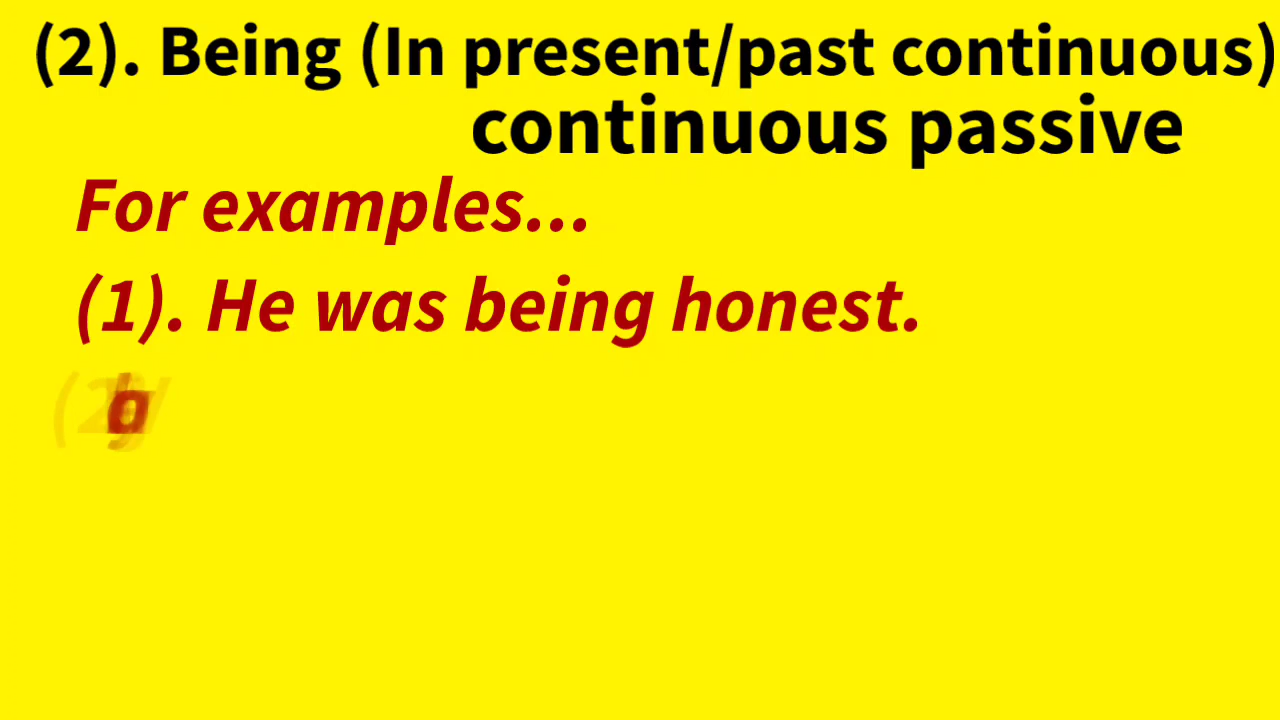 (2). Being (In present/past continuous)
continuous passive
For examples...
(1). He was being honest.